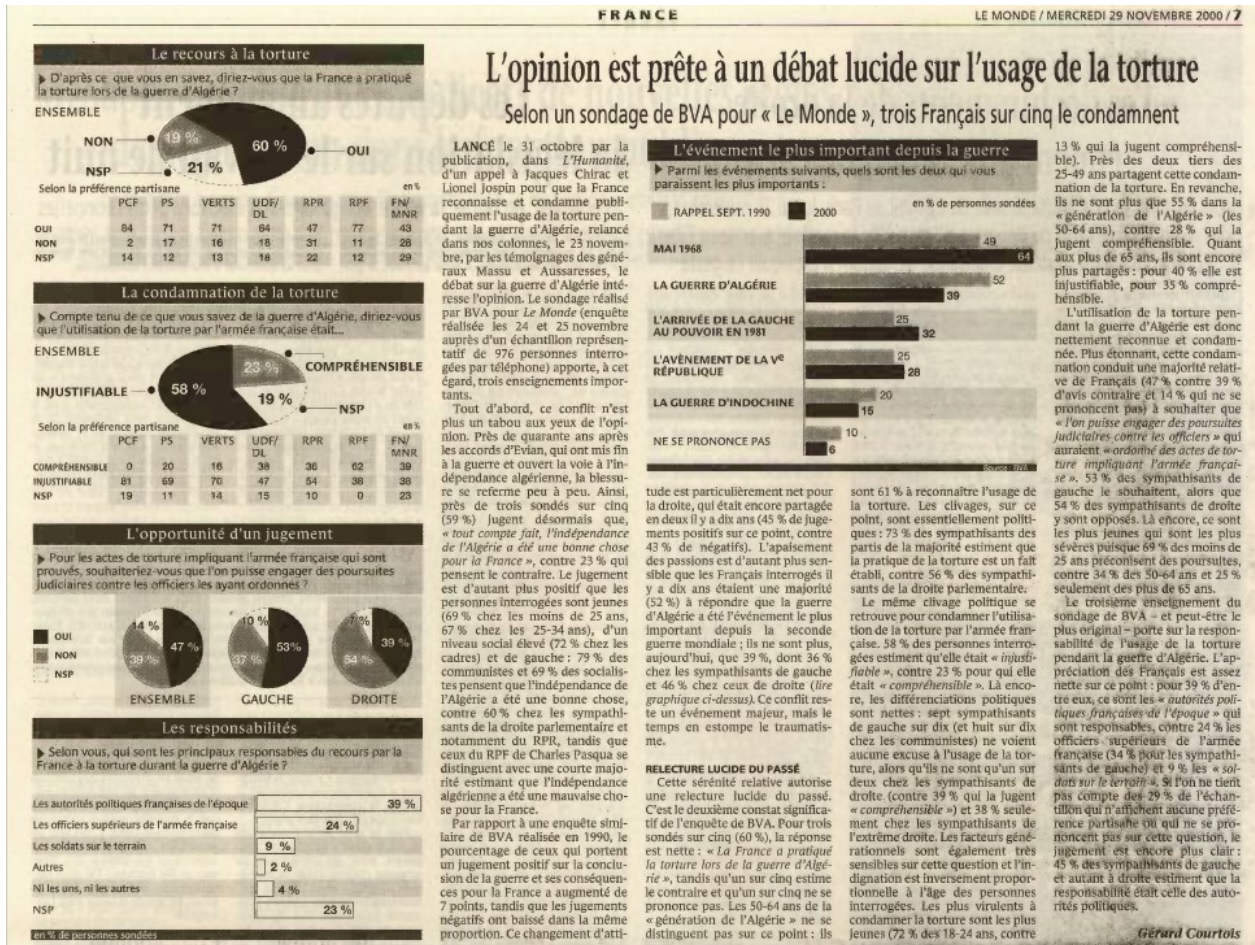 FRANCE
LE MONDE / MERCREDI 29 NOVEMBRE 2000 / 7
Le recours à la torture
D'après ce que vous en savez, diriez-vous que la France a pratiqué
la torture lors de la guerre d'Algérie ?
ENSEMBLE
NON
19 %
60 %
OUI
NSP
21 %
Selon la préférence partisane
en %
PCF PS VERTS UDF/ DL RPR RPF FN/ MNR
OUI 84 71 71 64 47 77 43
NON 2 17 16 18 31 11 28
NSP 14 12 13 18 22 12 29
La condamnation de la torture
Compte tenu de ce que vous savez de la guerre d'Algérie, diriez-vous
que l'utilisation de la torture par l'armée française était...
ENSEMBLE
23 %
COMPRÉHENSIBLE
INJUSTIFIABLE
58 %
19 %
NSP
Selon la préférence partisane
en %
PCF PS VERTS UDF/ DL RPR RPF FN/ MNR
COMPRÉHENSIBLE 0 20 16 38 36 62 39
INJUSTIFIABLE 81 69 70 47 54 38 38
NSP 19 11 14 15 10 0 23
L'opportunité d'un jugement
Pour les actes de torture impliquant l'armée française qui sont
prouvés, souhaiteriez-vous que l'on puisse engager des poursuites
judiciaires contre les officiers les ayant ordonnés ?
OUI
NON
NSP
14 %
47 %
39 %
ENSEMBLE
10 %
53%
37 %
GAUCHE
7 %
39 %
54 %
DROITE
Les responsabilités
Selon vous, qui sont les principaux responsables du recours par la
France à la torture durant la guerre d'Algérie ?
Les autorités politiques françaises de l'époque 39 %
Les officiers supérieurs de l'armée française 24 %
Les soldats sur le terrain 9 %
Autres 2 %
Ni les uns, ni les autres 4 %
NSP 23 %
en % de personnes sondées
L'opinion est prête à un débat lucide sur l'usage de la torture
Selon un sondage de BVA pour « Le Monde », trois Français sur cinq le condamnent
LANCÉ le 31 octobre par la
publication, dans L'Humanité,
d'un appel à Jacques Chirac et
Lionel Jospin pour que la France
reconnaisse et condamne publi-
quement l'usage de la torture pen-
dant la guerre d'Algérie, relancé
dans nos colonnes, le 23 novem-
bre, par les témoignages des géné-
raux Massu et Aussaresses, le
débat sur la guerre d'Algérie inté-
resse l'opinion. Le sondage réalisé
par BVA pour Le Monde (enquête
réalisée les 24 et 25 novembre
auprès d'un échantillon représen-
tatif de 976 personnes interro-
gées par téléphone) apporte, à cet
égard, trois enseignements impor-
tants.
Tout d'abord, ce conflit n'est
plus un tabou aux yeux de l'opi-
nion. Près de quarante ans après
les accords d'Evian, qui ont mis fin
à la guerre et ouvert la voie à l'in-
dépendance algérienne, la blessu-
re se referme peu à peu. Ainsi,
près de trois sondés sur cinq
(59 %) jugent désormais que,
« tout compte fait, l'indépendance
de l'Algérie a été une bonne chose
pour la France », contre 23 % qui
pensent le contraire. Le jugement
est d'autant plus positif que les
personnes interrogées sont jeunes
(69 % chez les moins de 25 ans,
67 % chez les 25-34 ans), d'un
niveau social élevé (72 % chez les
cadres) et de gauche : 79 % des
communistes et 69 % des socialis-
tes pensent que l'indépendance de
l'Algérie a été une bonne chose,
contre 60 % chez les sympathi-
sants de la droite parlementaire et
notamment du RPR, tandis que
ceux du RPF de Charles Pasqua se
distinguent avec une courte majo-
rité estimant que l'indépendance
algérienne a été une mauvaise cho-
se pour la France.
Par rapport à une enquête simi-
laire de BVA réalisée en 1990, le
pourcentage de ceux qui portent
un jugement positif sur la conclu-
sion de la guerre et ses conséquen-
ces pour la France a augmenté de
7 points, tandis que les jugements
négatifs ont baissé dans la même
proportion. Ce changement d'atti-
L'événement le plus important depuis la guerre
Parmi les événements suivants, quels sont les deux qui vous
paraissent les plus importants :
RAPPEL SEPT. 1990
2000
en % de personnes sondées
MAI 1968 49 64
LA GUERRE D'ALGÉRIE 52 39
L'ARRIVÉE DE LA GAUCHE
AU POUVOIR EN 1981 25 32
L'AVÈNEMENT DE LA Ve
RÉPUBLIQUE 25 28
LA GUERRE D'INDOCHINE 20 15
NE SE PRONONCE PAS 10 6
Source : BVA
tude est particulièrement net pour
la droite, qui était encore partagée
en deux il y a dix ans (45 % de juge-
ments positifs sur ce point, contre
43 % de négatifs). L'apaisement
des passions est d'autant plus sen-
sible que les Français interrogés il
y a dix ans étaient une majorité
(52 %) à répondre que la guerre
d'Algérie a été l'événement le plus
important depuis la seconde
guerre mondiale ; ils ne sont plus,
aujourd'hui, que 39 %, dont 36 %
chez les sympathisants de gauche
et 46 % chez ceux de droite (lire
graphique ci-dessus). Ce conflit res-
te un événement majeur, mais le
temps en estompe le traumatis-
me.
RELECTURE LUCIDE DU PASSÉ
Cette sérénité relative autorise
une relecture lucide du passé.
C'est le deuxième constat significa-
tif de l'enquête de BVA. Pour trois
sondés sur cinq (60 %), la réponse
est nette : « La France a pratiqué
la torture lors de la guerre d'Algé-
rie », tandis qu'un sur cinq estime
le contraire et qu'un sur cinq ne se
prononce pas. Les 50-64 ans de la
« génération de l'Algérie » ne se
distinguent pas sur ce point : ils
sont 61 % à reconnaître l'usage de
la torture. Les clivages, sur ce
point, sont essentiellement politi-
ques : 73 % des sympathisants des
partis de la majorité estiment que
la pratique de la torture est un fait
établi, contre 56 % des sympathi-
sants de la droite parlementaire.
Le même clivage politique se
retrouve pour condamner l'utilisa-
tion de la torture par l'armée fran-
çaise. 58 % des personnes interro-
gées estiment qu'elle était « injusti-
fiable », contre 23 % pour qui elle
était « compréhensible ». Là enco-
re, les différenciations politiques
sont nettes : sept sympathisants
de gauche sur dix (et huit sur dix
chez les communistes) ne voient
aucune excuse à l'usage de la tor-
ture, alors qu'ils ne sont qu'un sur
deux chez les sympathisants de
droite (contre 39 % qui la jugent
« compréhensible ») et 38 % seule-
ment chez les sympathisants de
l'extrême droite. Les facteurs géné-
rationnels sont également très
sensibles sur cette question et l'in-
dignation est inversement propor-
tionnelle à l'âge des personnes
interrogées. Les plus virulents à
condamner la torture sont les plus
jeunes (72 % des 18-24 ans, contre
13 % qui la jugent compréhensi-
ble). Près des deux tiers des
25-49 ans partagent cette condam-
nation de la torture. En revanche,
ils ne sont plus que 55 % dans la
« génération de l'Algérie » (les
50-64 ans), contre 28 % qui la
jugent compréhensible. Quant
aux plus de 65 ans, ils sont encore
plus partagés : pour 40 % elle est
injustifiable, pour 35 % compré-
hensible.
L'utilisation de la torture pen-
dant la guerre d'Algérie est donc
nettement reconnue et condam-
née. Plus étonnant, cette condam-
nation conduit une majorité relati-
ve de Français (47 % contre 39 %
d'avis contraire et 14 % qui ne se
prononcent pas) à souhaiter que
« l'on puisse engager des poursuites
judiciaires contre les officiers » qui
auraient « ordonné des actes de tor-
ture impliquant l'armée françai-
se ». 53 % des sympathisants de
gauche le souhaitent, alors que
54 % des sympathisants de droite
y sont opposés. Là encore, ce sont
les plus jeunes qui sont les plus
sévères puisque 69 % des moins de
25 ans préconisent des poursuites,
contre 34 % des 50-64 ans et 25 %
seulement des plus de 65 ans.
Le troisième enseignement du
sondage de BVA – et peut-être le
plus original – porte sur la respon-
sabilité de l'usage de la torture
pendant la guerre d'Algérie. L'ap-
préciation des Français est assez
nette sur ce point : pour 39 % d'en-
tre eux, ce sont les « autorités poli-
tiques françaises de l'époque » qui
sont responsables, contre 24 % les
officiers supérieurs de l'armée
française (34 % pour les sympathi-
sants de gauche) et 9 % les « sol-
dats sur le terrain ». Si l'on ne tient
pas compte des 29 % de l'échan-
tillon qui n'affichent aucune préfé-
rence partisane ou qui ne se pro-
noncent pas sur cette question, le
jugement est encore plus clair :
45 % des sympathisants de gauche
et autant à droite estiment que la
responsabilité était celle des auto-
rités politiques.
Gérard Courtois